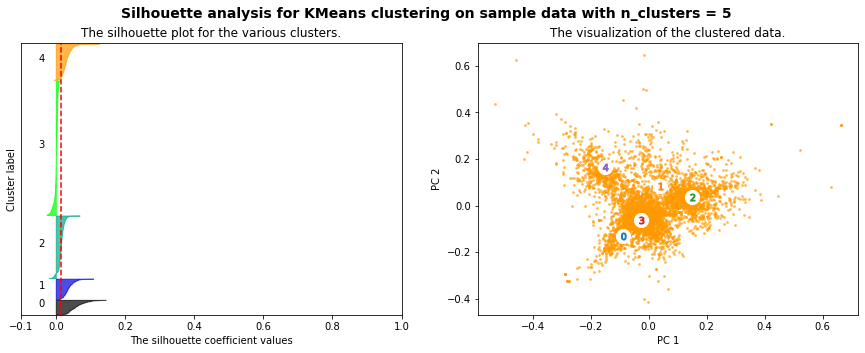 Silhouette analysis for KMeans clustering on sample data with n_clusters = 5
The silhouette plot for the various clusters.
4
3
2
1
0
Cluster label
−0.1 0.0 0.2 0.4 0.6 0.8 1.0
The silhouette coefficient values
The visualization of the clustered data.
0.6
0.4
0.2
0.0
−0.2
−0.4
PC 2
4
1
2
3
0
−0.4 −0.2 0.0 0.2 0.4 0.6
PC 1